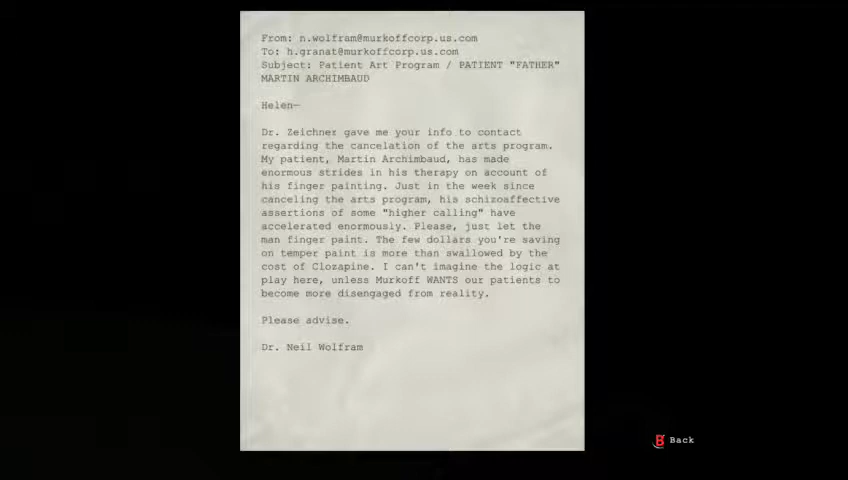 From: n.wolfram@murkoffcorp.us.com
To: h.granat@murkoffcorp.us.com
Subject: Patient Art Program / PATIENT "FATHER"
MARTIN ARCHIMBAUD
Helen—
Dr. Zeichner gave me your info to contact
regarding the cancelation of the arts program.
My patient, Martin Archimbaud, has made
enormous strides in his therapy on account of
his finger painting. Just in the week since
canceling the arts program, his schizoaffective
assertions of some "higher calling" have
accelerated enormously. Please, just let the
man finger paint. The few dollars you're saving
on temper paint is more than swallowed by the
cost of Clozapine. I can't imagine the logic at
play here, unless Murkoff WANTS our patients to
become more disengaged from reality.
Please advise.
Dr. Neil Wolfram
B Back